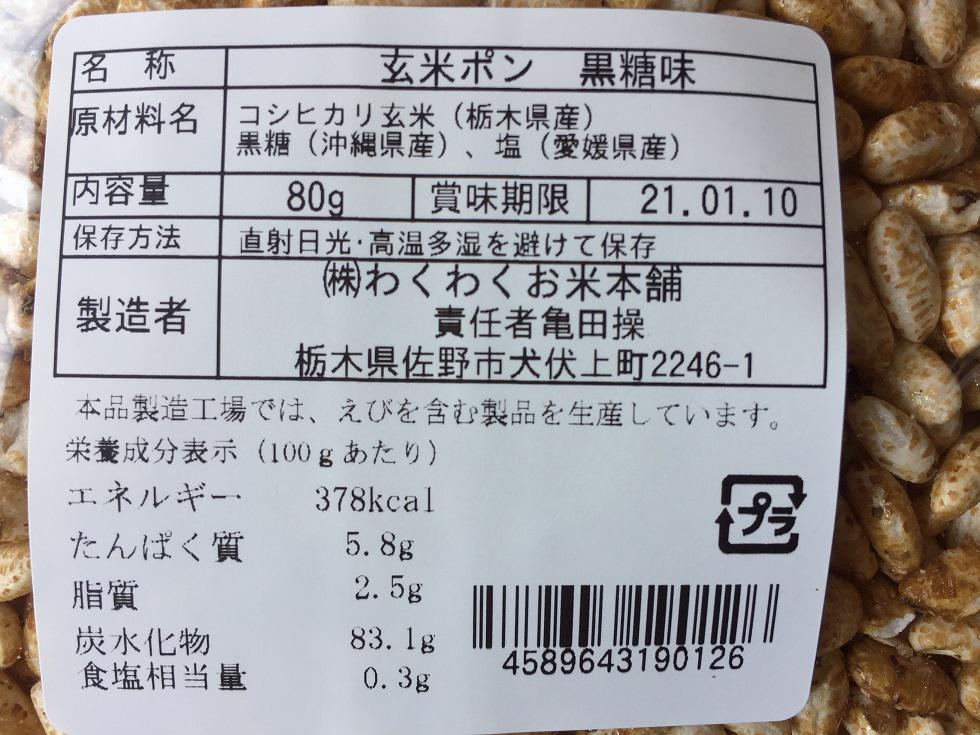 名 称 玄米ポン 黒糖味
原材料名 コシヒカリ玄米（栃木県産）
黒糖（沖縄県産）、塩（愛媛県産）
内容量 80g 賞味期限 21.01.10
保存方法 直射日光・高温多湿を避けて保存
製造者 ㈱わくわくお米本舗
責任者亀田操
栃木県佐野市犬伏上町2246-1
本品製造工場では、えびを含む製品を生産しています。
栄養成分表示（100gあたり）
エネルギー 378kcal
たんぱく質 5.8g
脂質 2.5g
炭水化物 83.1g
食塩相当量 0.3g
プラ
4589643190126